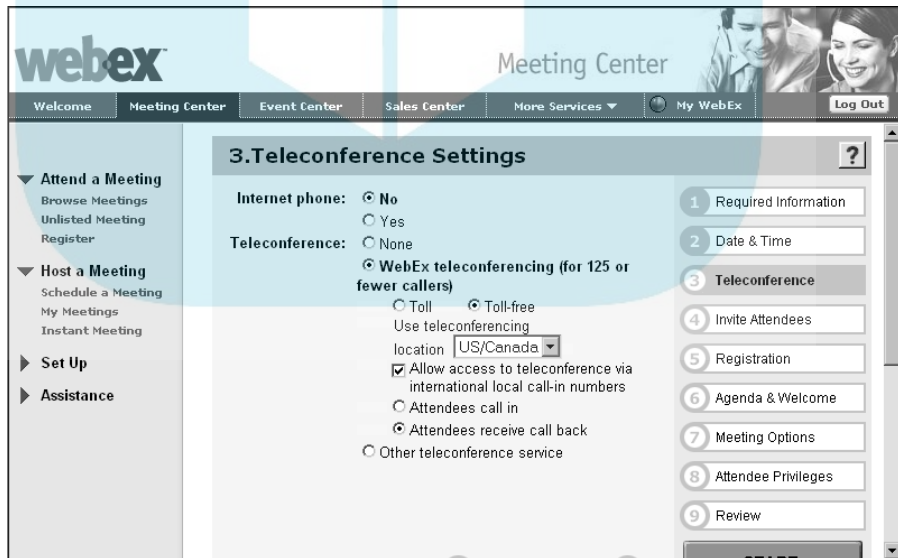 webex
Meeting Center
Welcome
Meeting Center
Event Center
Sales Center
More Services
My WebEx
Log Out
Attend a Meeting
Browse Meetings
Unlisted Meeting
Register
Host a Meeting
Schedule a Meeting
My Meetings
Instant Meeting
Set Up
Assistance
3.Teleconference Settings
?
Internet phone:
No
Yes
Teleconference:
None
WebEx teleconferencing (for 125 or
fewer callers)
Toll
Toll-free
Use teleconferencing
location US/Canada
Allow access to teleconference via
international local call-in numbers
Attendees call in
Attendees receive call back
Other teleconference service
1 Required Information
2 Date & Time
3 Teleconference
4 Invite Attendees
5 Registration
6 Agenda & Welcome
7 Meeting Options
8 Attendee Privileges
9 Review
START